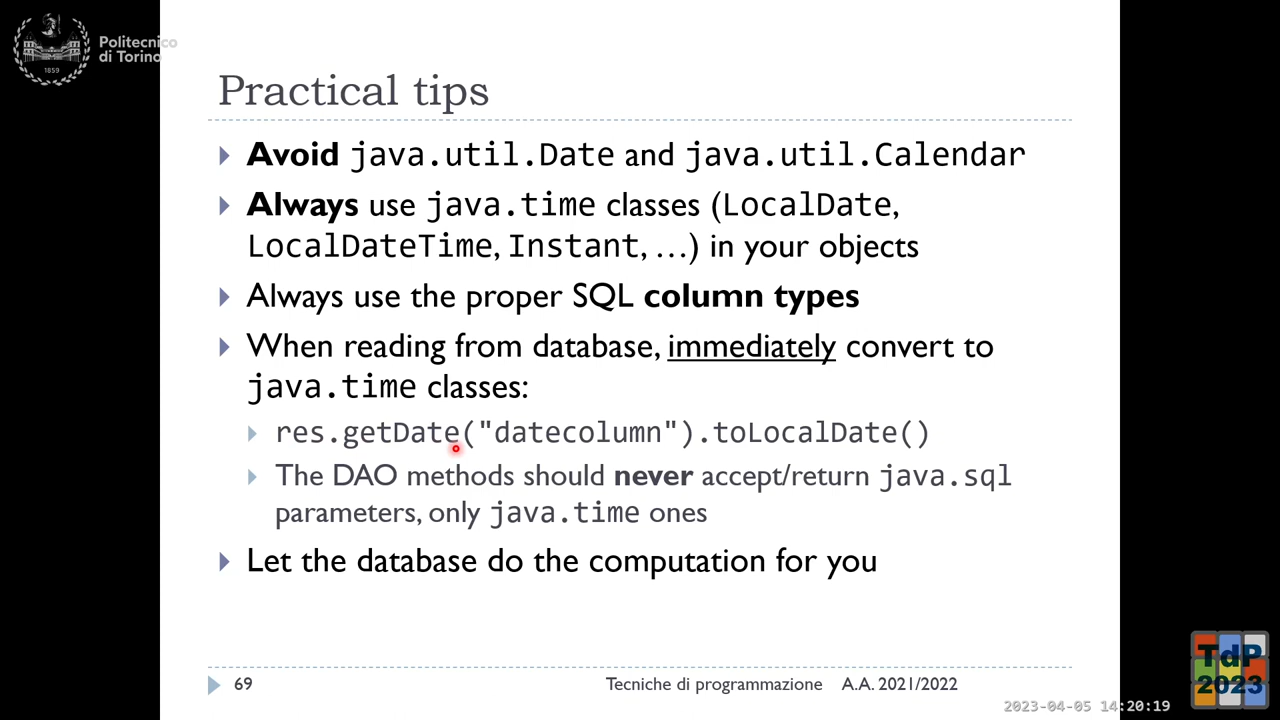 Politecnico
di Torino
1859
Practical tips
Avoid java.util.Date and java.util.Calendar
Always use java.time classes (LocalDate,
LocalDateTime, Instant, …) in your objects
Always use the proper SQL column types
When reading from database, immediately convert to
java.time classes:
res.getDate("datecolumn").toLocalDate()
The DAO methods should never accept/return java.sql
parameters, only java.time ones
Let the database do the computation for you
69
Tecniche di programmazione A.A. 2021/2022
TdP
2023
2023-04-05 14:20:19